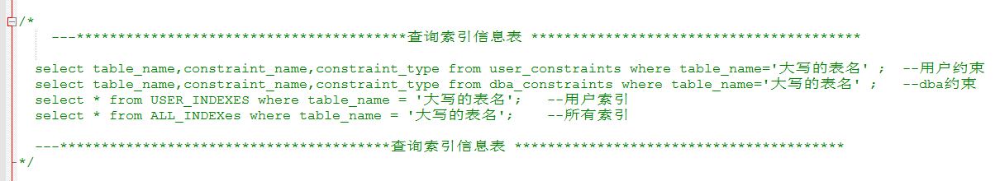 /*
---****************************************查询索引信息表 ****************************************
select table_name,constraint_name,constraint_type from user_constraints where table_name='大写的表名' ;  --用户约束
select table_name,constraint_name,constraint_type from dba_constraints where table_name='大写的表名' ;   --dba约束
select * from USER_INDEXES where table_name = '大写的表名';   --用户索引
select * from ALL_INDEXes where table_name = '大写的表名';    --所有索引
---****************************************查询索引信息表 ****************************************
*/